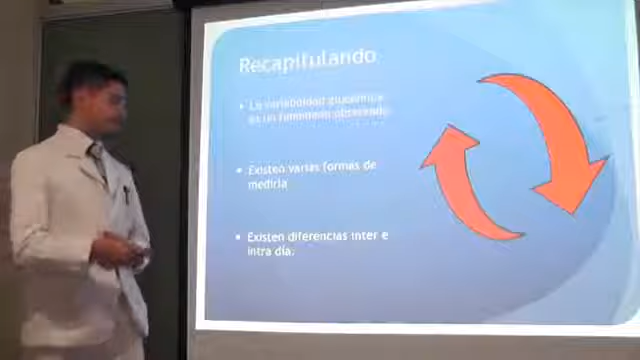 Recapitulando
La variabilidad glucémica
es un fenómeno observado
Existen varias formas de
medirla
Existen diferencias inter e
intra día.